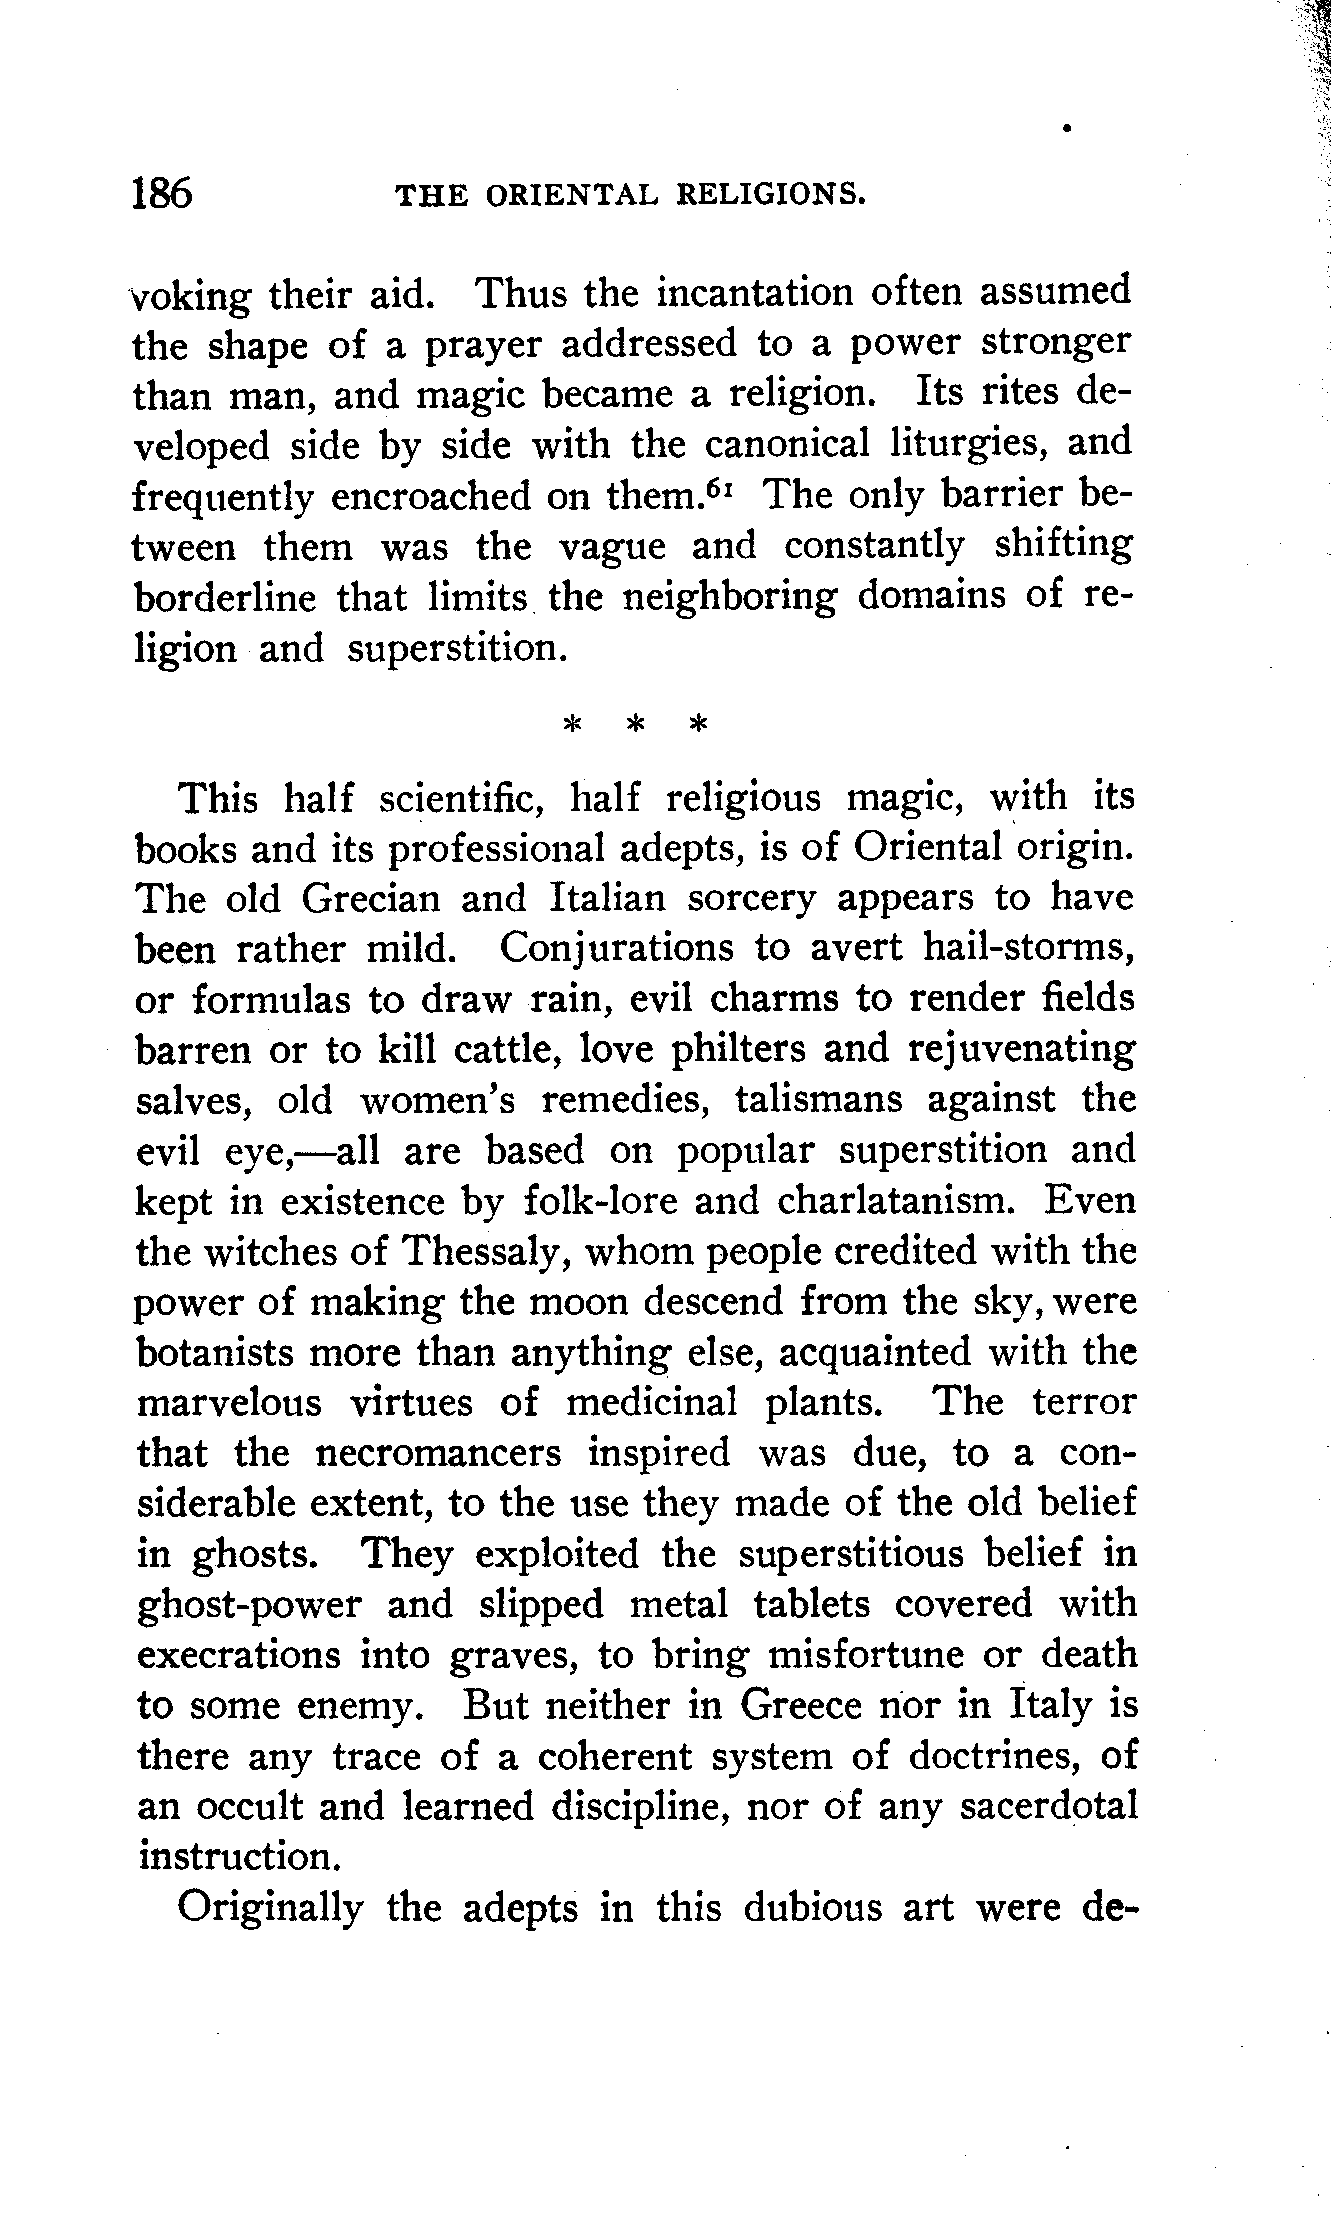 186 THE ORIENTAL RELIGIONS.
voking their aid. Thus the incantation often assumed
the shape of a prayer addressed to a power stronger
than man, and magic became a religion. Its rites de-
veloped side by side with the canonical liturgies, and
frequently encroached on them.⁶¹ The only barrier be-
tween them was the vague and constantly shifting
borderline that limits the neighboring domains of re-
ligion and superstition.
* * *
This half scientific, half religious magic, with its
books and its professional adepts, is of Oriental origin.
The old Grecian and Italian sorcery appears to have
been rather mild. Conjurations to avert hail-storms,
or formulas to draw rain, evil charms to render fields
barren or to kill cattle, love philters and rejuvenating
salves, old women's remedies, talismans against the
evil eye,—all are based on popular superstition and
kept in existence by folk-lore and charlatanism. Even
the witches of Thessaly, whom people credited with the
power of making the moon descend from the sky, were
botanists more than anything else, acquainted with the
marvelous virtues of medicinal plants. The terror
that the necromancers inspired was due, to a con-
siderable extent, to the use they made of the old belief
in ghosts. They exploited the superstitious belief in
ghost-power and slipped metal tablets covered with
execrations into graves, to bring misfortune or death
to some enemy. But neither in Greece nor in Italy is
there any trace of a coherent system of doctrines, of
an occult and learned discipline, nor of any sacerdotal
instruction.
Originally the adepts in this dubious art were de-